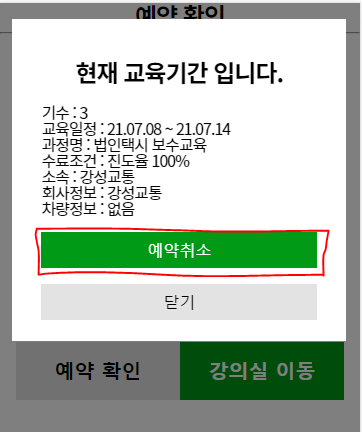 예약 확인
현재 교육기간 입니다.
기수 : 3
교육일정 : 21.07.08 ~ 21.07.14
과정명 : 법인택시 보수교육
수료조건 : 진도율 100%
소속 : 강성교통
회사정보 : 강성교통
차량정보 : 없음
예약취소
닫기
예약 확인
강의실 이동